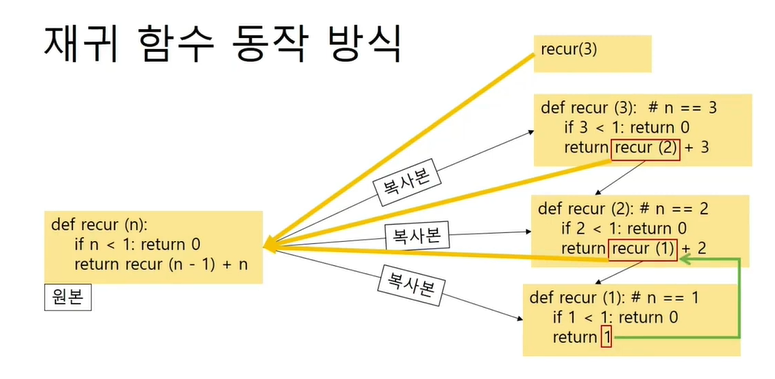 재귀 함수 동작 방식
recur(3)
def recur (3):  # n == 3
if 3 < 1: return 0
return recur (2) + 3
복사본
def recur (n):
if n < 1: return 0
return recur (n - 1) + n
원본
복사본
def recur (2): # n == 2
if 2 < 1: return 0
return recur (1) + 2
복사본
def recur (1): # n == 1
if 1 < 1: return 0
return 1